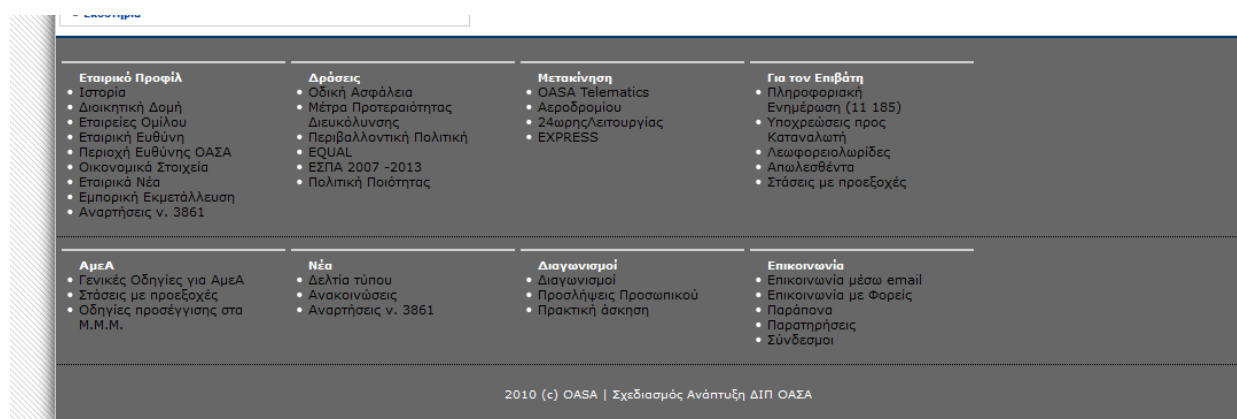 Εκδοτήρια
Εταιρικό Προφίλ
Ιστορία
Διοικητική Δομή
Εταιρείες Ομίλου
Εταιρική Ευθύνη
Περιοχή Ευθύνης ΟΑΣΑ
Οικονομικά Στοιχεία
Εταιρικά Νέα
Εμπορική Εκμετάλλευση
Αναρτήσεις ν. 3861
Δράσεις
Οδική Ασφάλεια
Μέτρα Προτεραιότητας
Διευκόλυνσης
Περιβαλλοντική Πολιτική
EQUAL
ΕΣΠΑ 2007 -2013
Πολιτική Ποιότητας
Μετακίνηση
OASA Telematics
Αεροδρομίου
24ωρηςΛειτουργίας
EXPRESS
Για τον Επιβάτη
Πληροφοριακή
Ενημέρωση (11 185)
Υποχρεώσεις προς
Καταναλωτή
Λεωφορειολωρίδες
Απωλεσθέντα
Στάσεις με προεξοχές
ΑμεΑ
Γενικές Οδηγίες για ΑμεΑ
Στάσεις με προεξοχές
Οδηγίες προσέγγισης στα
Μ.Μ.Μ.
Νέα
Δελτία τύπου
Ανακοινώσεις
Αναρτήσεις ν. 3861
Διαγωνισμοί
Διαγωνισμοί
Προσλήψεις Προσωπικού
Πρακτική άσκηση
Επικοινωνία
Επικοινωνία μέσω email
Επικοινωνία με Φορείς
Παράπονα
Παρατηρήσεις
Σύνδεσμοι
2010 (c) OASA | Σχεδιασμός Ανάπτυξη ΔΙΠ ΟΑΣΑ